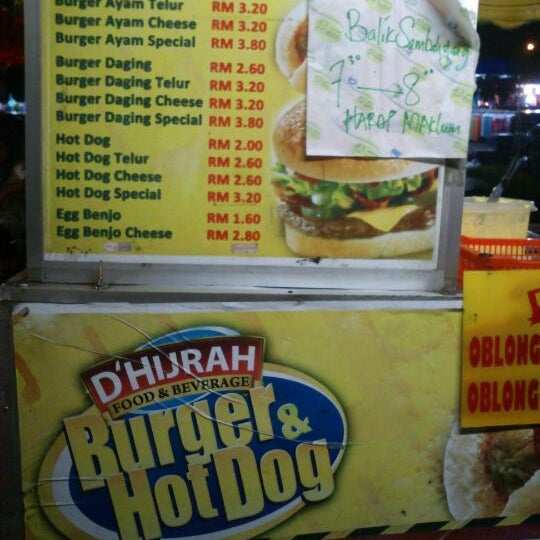 Burger Ayam Telur RM 3.20
Burger Ayam Cheese RM 3.20
Burger Ayam Special RM 3.80
Burger Daging RM 2.60
Burger Daging Telur RM 3.20
Burger Daging Cheese RM 3.20
Burger Daging Special RM 3.80
Hot Dog RM 2.00
Hot Dog Telur RM 2.60
Hot Dog Cheese RM 2.60
Hot Dog Special RM 3.20
Egg Benjo RM 1.60
Egg Benjo Cheese RM 2.80
Balik Sembahyang
7³⁰ → 8⁰⁰
HARAP MAKlum
D'HIJRAH
FOOD & BEVERAGE
Burger &
Hot Dog
OBLONG
OBLONG